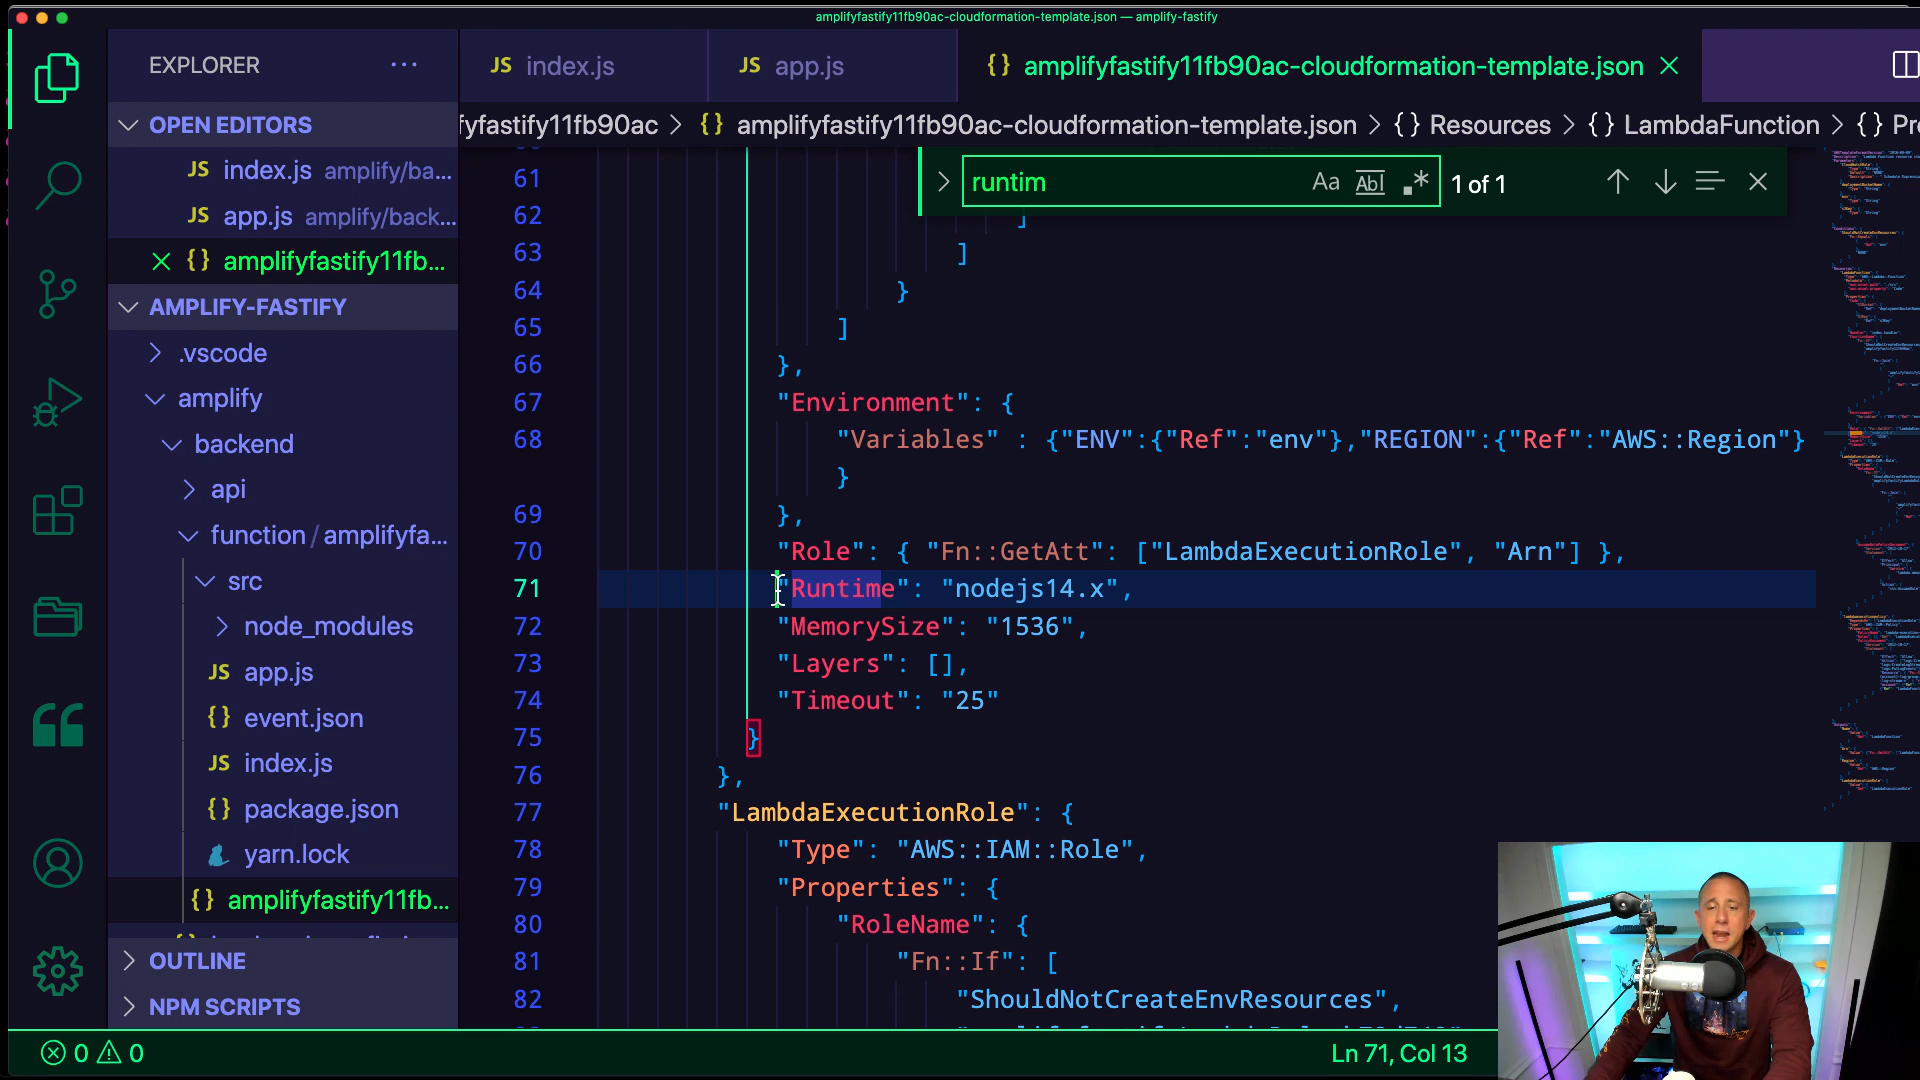 amplifyfastify11fb90ac-cloudformation-template.json — amplify-fastify
EXPLORER
JS index.js
JS app.js
{} amplifyfastify11fb90ac-cloudformation-template.json
OPEN EDITORS
fyfastify11fb90ac > {} amplifyfastify11fb90ac-cloudformation-template.json > {} Resources > {} LambdaFunction > {} Pr
JS index.js amplify/ba...
JS app.js amplify/back...
{} amplifyfastify11fb...
AMPLIFY-FASTIFY
.vscode
amplify
backend
api
function / amplifyfa...
src
node_modules
JS app.js
{} event.json
JS index.js
{} package.json
yarn.lock
{} amplifyfastify11fb...
OUTLINE
NPM SCRIPTS
runtim Aa Abl .* 1 of 1
61
62 ]
63 ]
64 }
65 ]
66 },
67 "Environment": {
68 "Variables" : {"ENV":{"Ref":"env"},"REGION":{"Ref":"AWS::Region"}
}
69 },
70 "Role": { "Fn::GetAtt": ["LambdaExecutionRole", "Arn"] },
71 "Runtime": "nodejs14.x",
72 "MemorySize": "1536",
73 "Layers": [],
74 "Timeout": "25"
75 }
76 },
77 "LambdaExecutionRole": {
78 "Type": "AWS::IAM::Role",
79 "Properties": {
80 "RoleName": {
81 "Fn::If": [
82 "ShouldNotCreateEnvResources",
0 0
Ln 71, Col 13